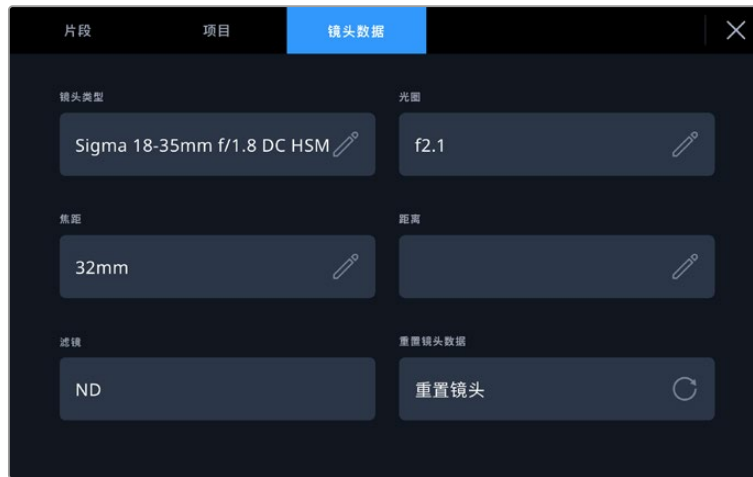 片段 项目 镜头数据
镜头类型 光圈
Sigma 18-35mm f/1.8 DC HSM f2.1
焦距 距离
32mm
滤镜 重置镜头数据
ND 重置镜头